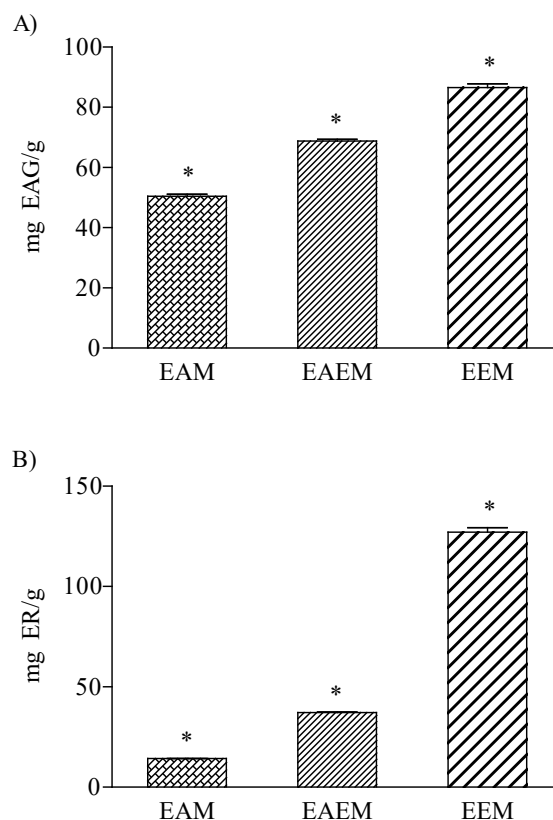 A)
100
80
60
40
20
0
mg EAG/g
*
*
*
EAM EAEM EEM
B)
150
100
50
0
mg ER/g
*
*
*
EAM EAEM EEM